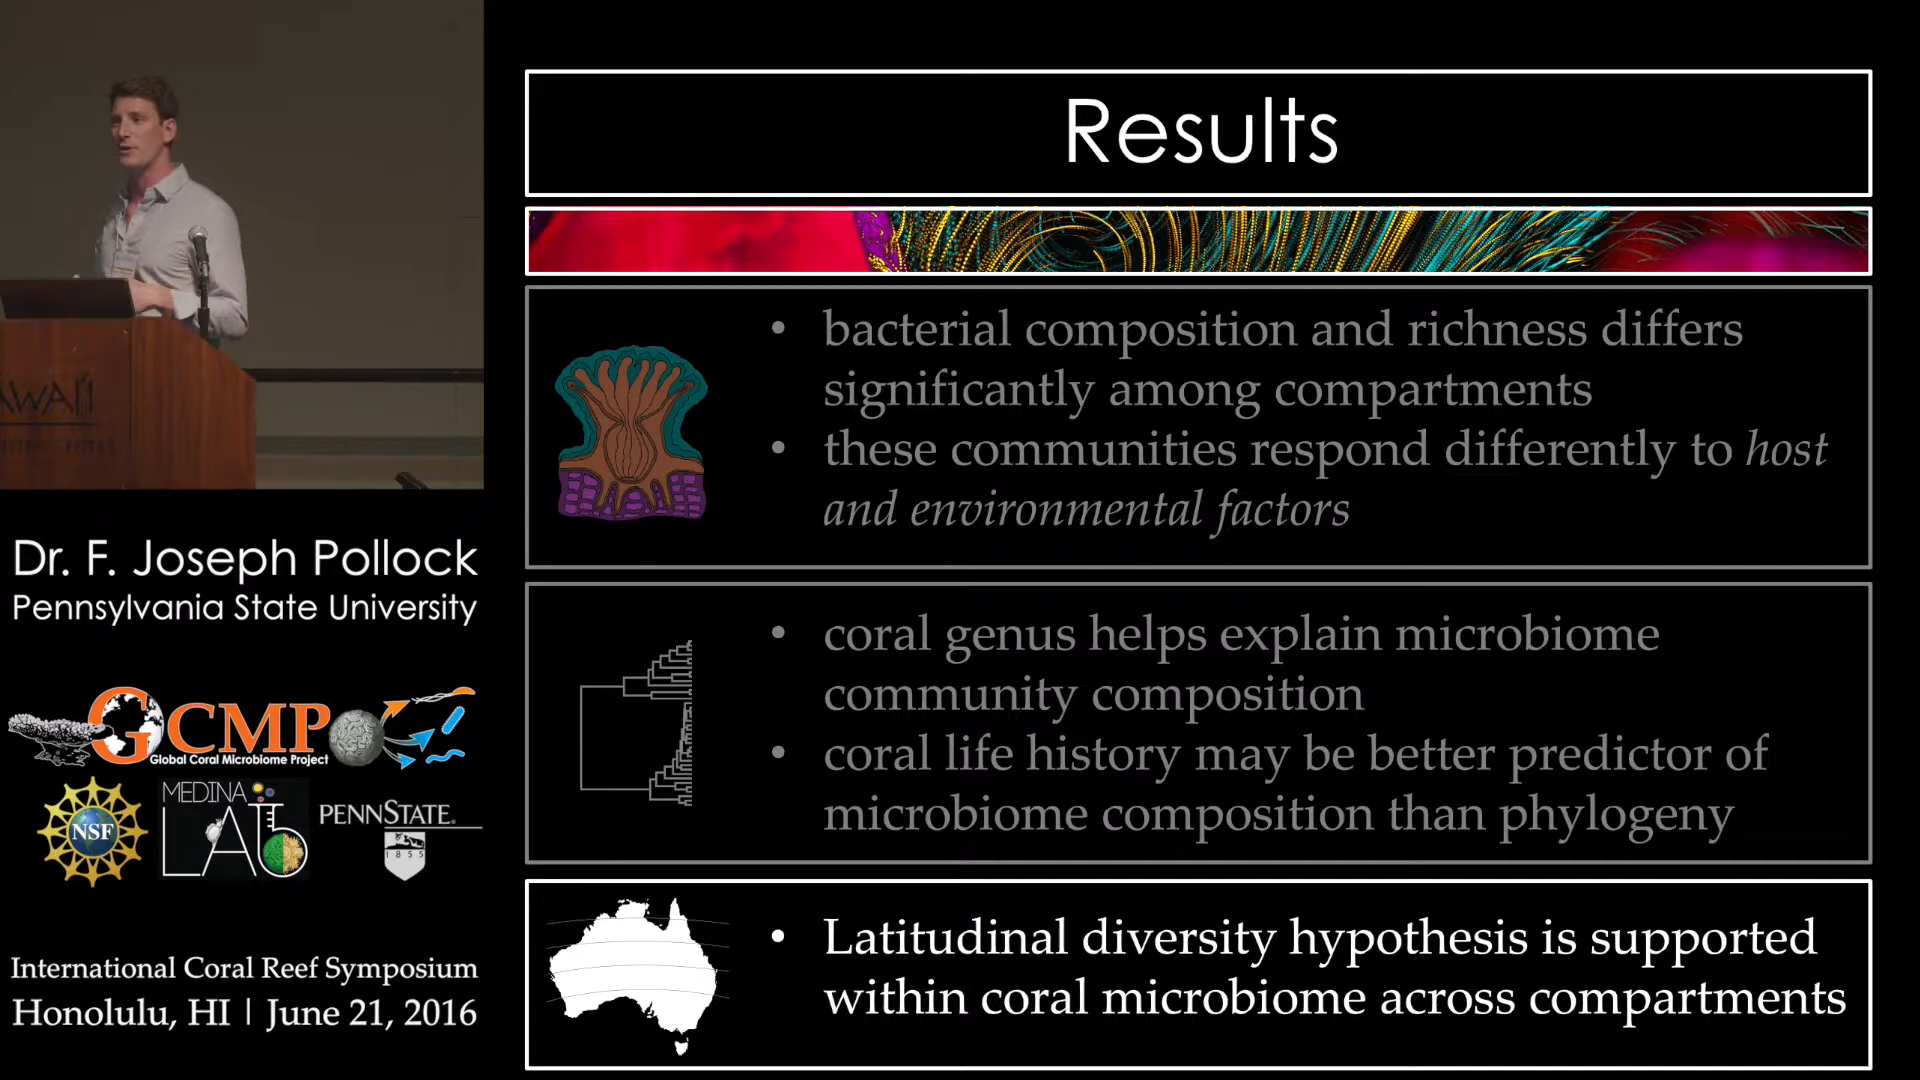 Results
• bacterial composition and richness differs
significantly among compartments
• these communities respond differently to host
and environmental factors
• coral genus helps explain microbiome
community composition
• coral life history may be better predictor of
microbiome composition than phylogeny
• Latitudinal diversity hypothesis is supported
within coral microbiome across compartments
AWAI'I
Dr. F. Joseph Pollock
Pennsylvania State University
GCMP
Global Coral Microbiome Project
NSF
MEDINA
LAb
PENNSTATE.
1855
International Coral Reef Symposium
Honolulu, HI | June 21, 2016